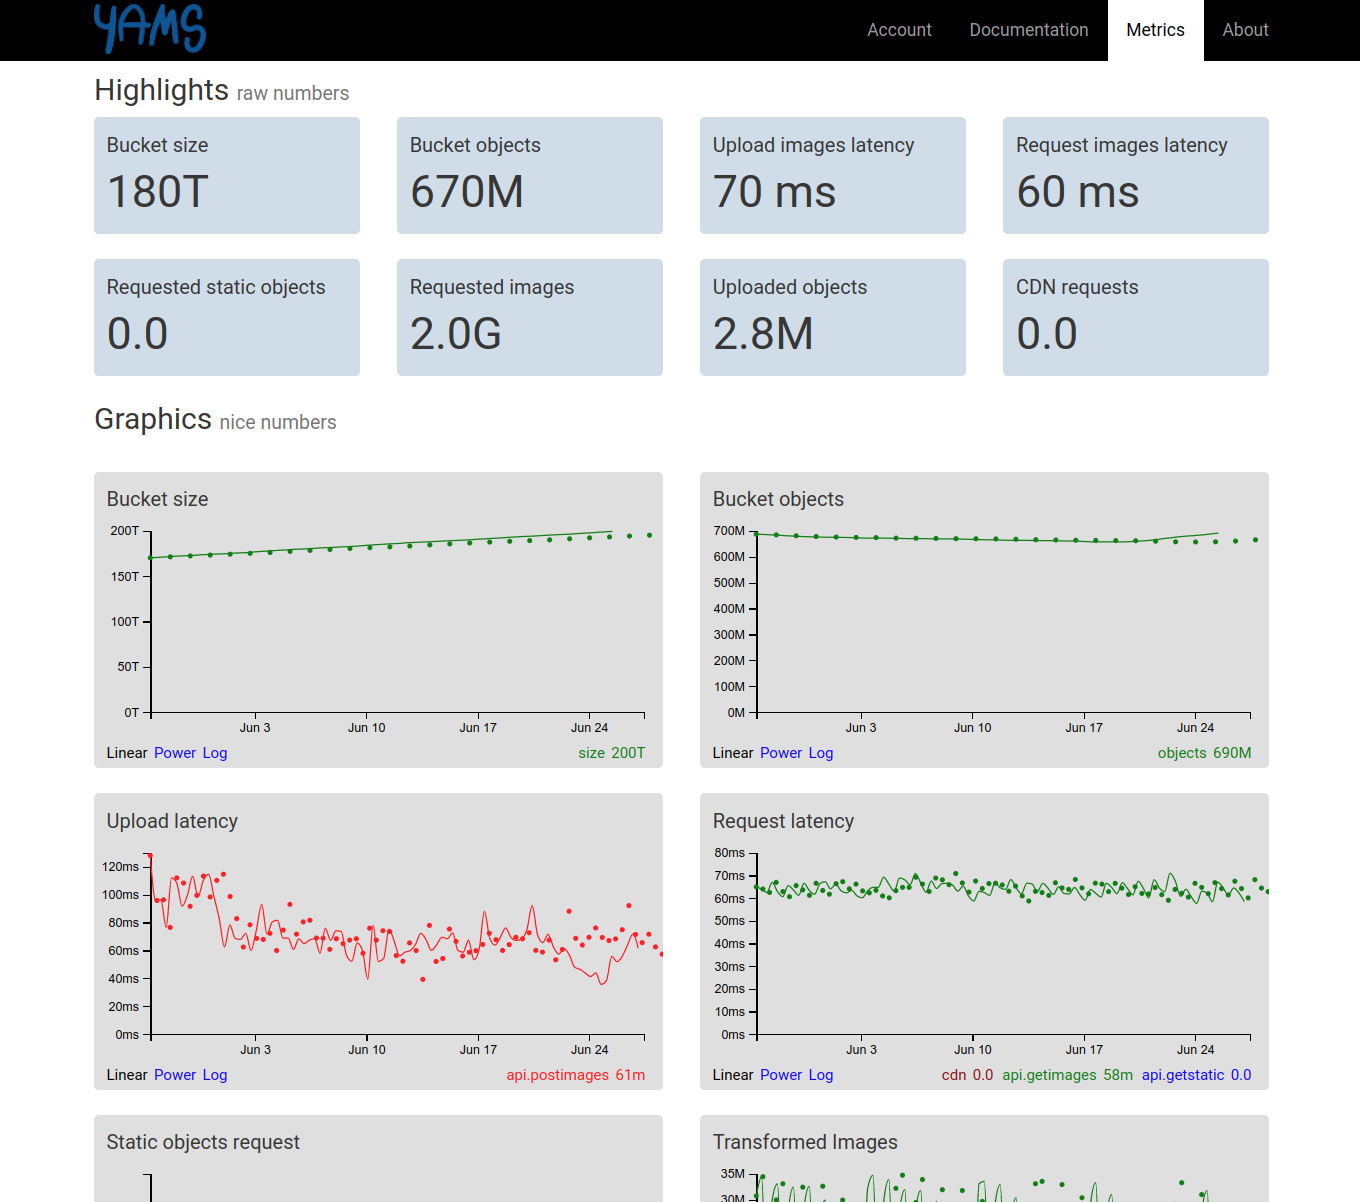 YAMS
Account Documentation Metrics About
Highlights raw numbers
Bucket size
180T
Bucket objects
670M
Upload images latency
70 ms
Request images latency
60 ms
Requested static objects
0.0
Requested images
2.0G
Uploaded objects
2.8M
CDN requests
0.0
Graphics nice numbers
Bucket size
200T
150T
100T
50T
0T
Jun 3 Jun 10 Jun 17 Jun 24
Linear Power Log size 200T
Bucket objects
700M
600M
500M
400M
300M
200M
100M
0M
Jun 3 Jun 10 Jun 17 Jun 24
Linear Power Log objects 690M
Upload latency
120ms
100ms
80ms
60ms
40ms
20ms
0ms
Jun 3 Jun 10 Jun 17 Jun 24
Linear Power Log api.postimages 61m
Request latency
80ms
70ms
60ms
50ms
40ms
30ms
20ms
10ms
0ms
Jun 3 Jun 10 Jun 17 Jun 24
Linear Power Log cdn 0.0 api.getimages 58m api.getstatic 0.0
Static objects request
Transformed Images
35M
30M